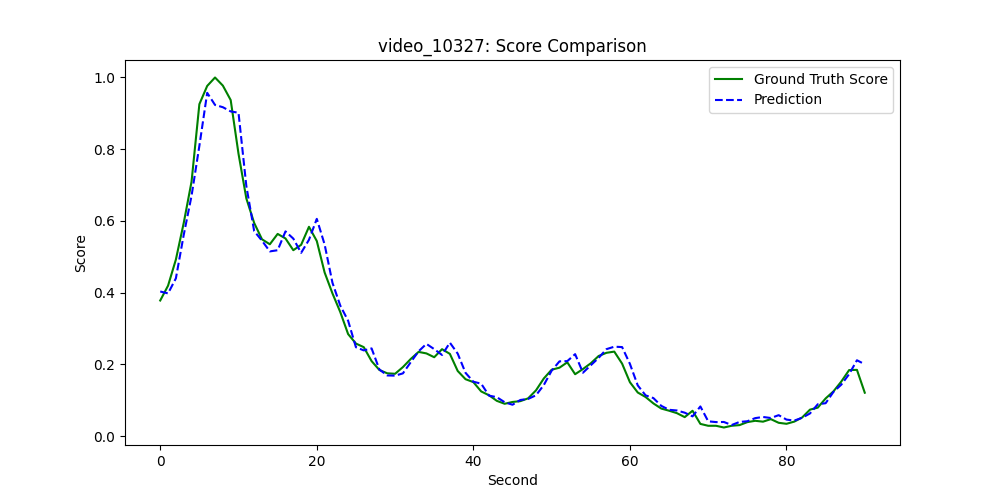 video_10327: Score Comparison
Ground Truth Score
Prediction
Score
1.0
0.8
0.6
0.4
0.2
0.0
0 20 40 60 80
Second